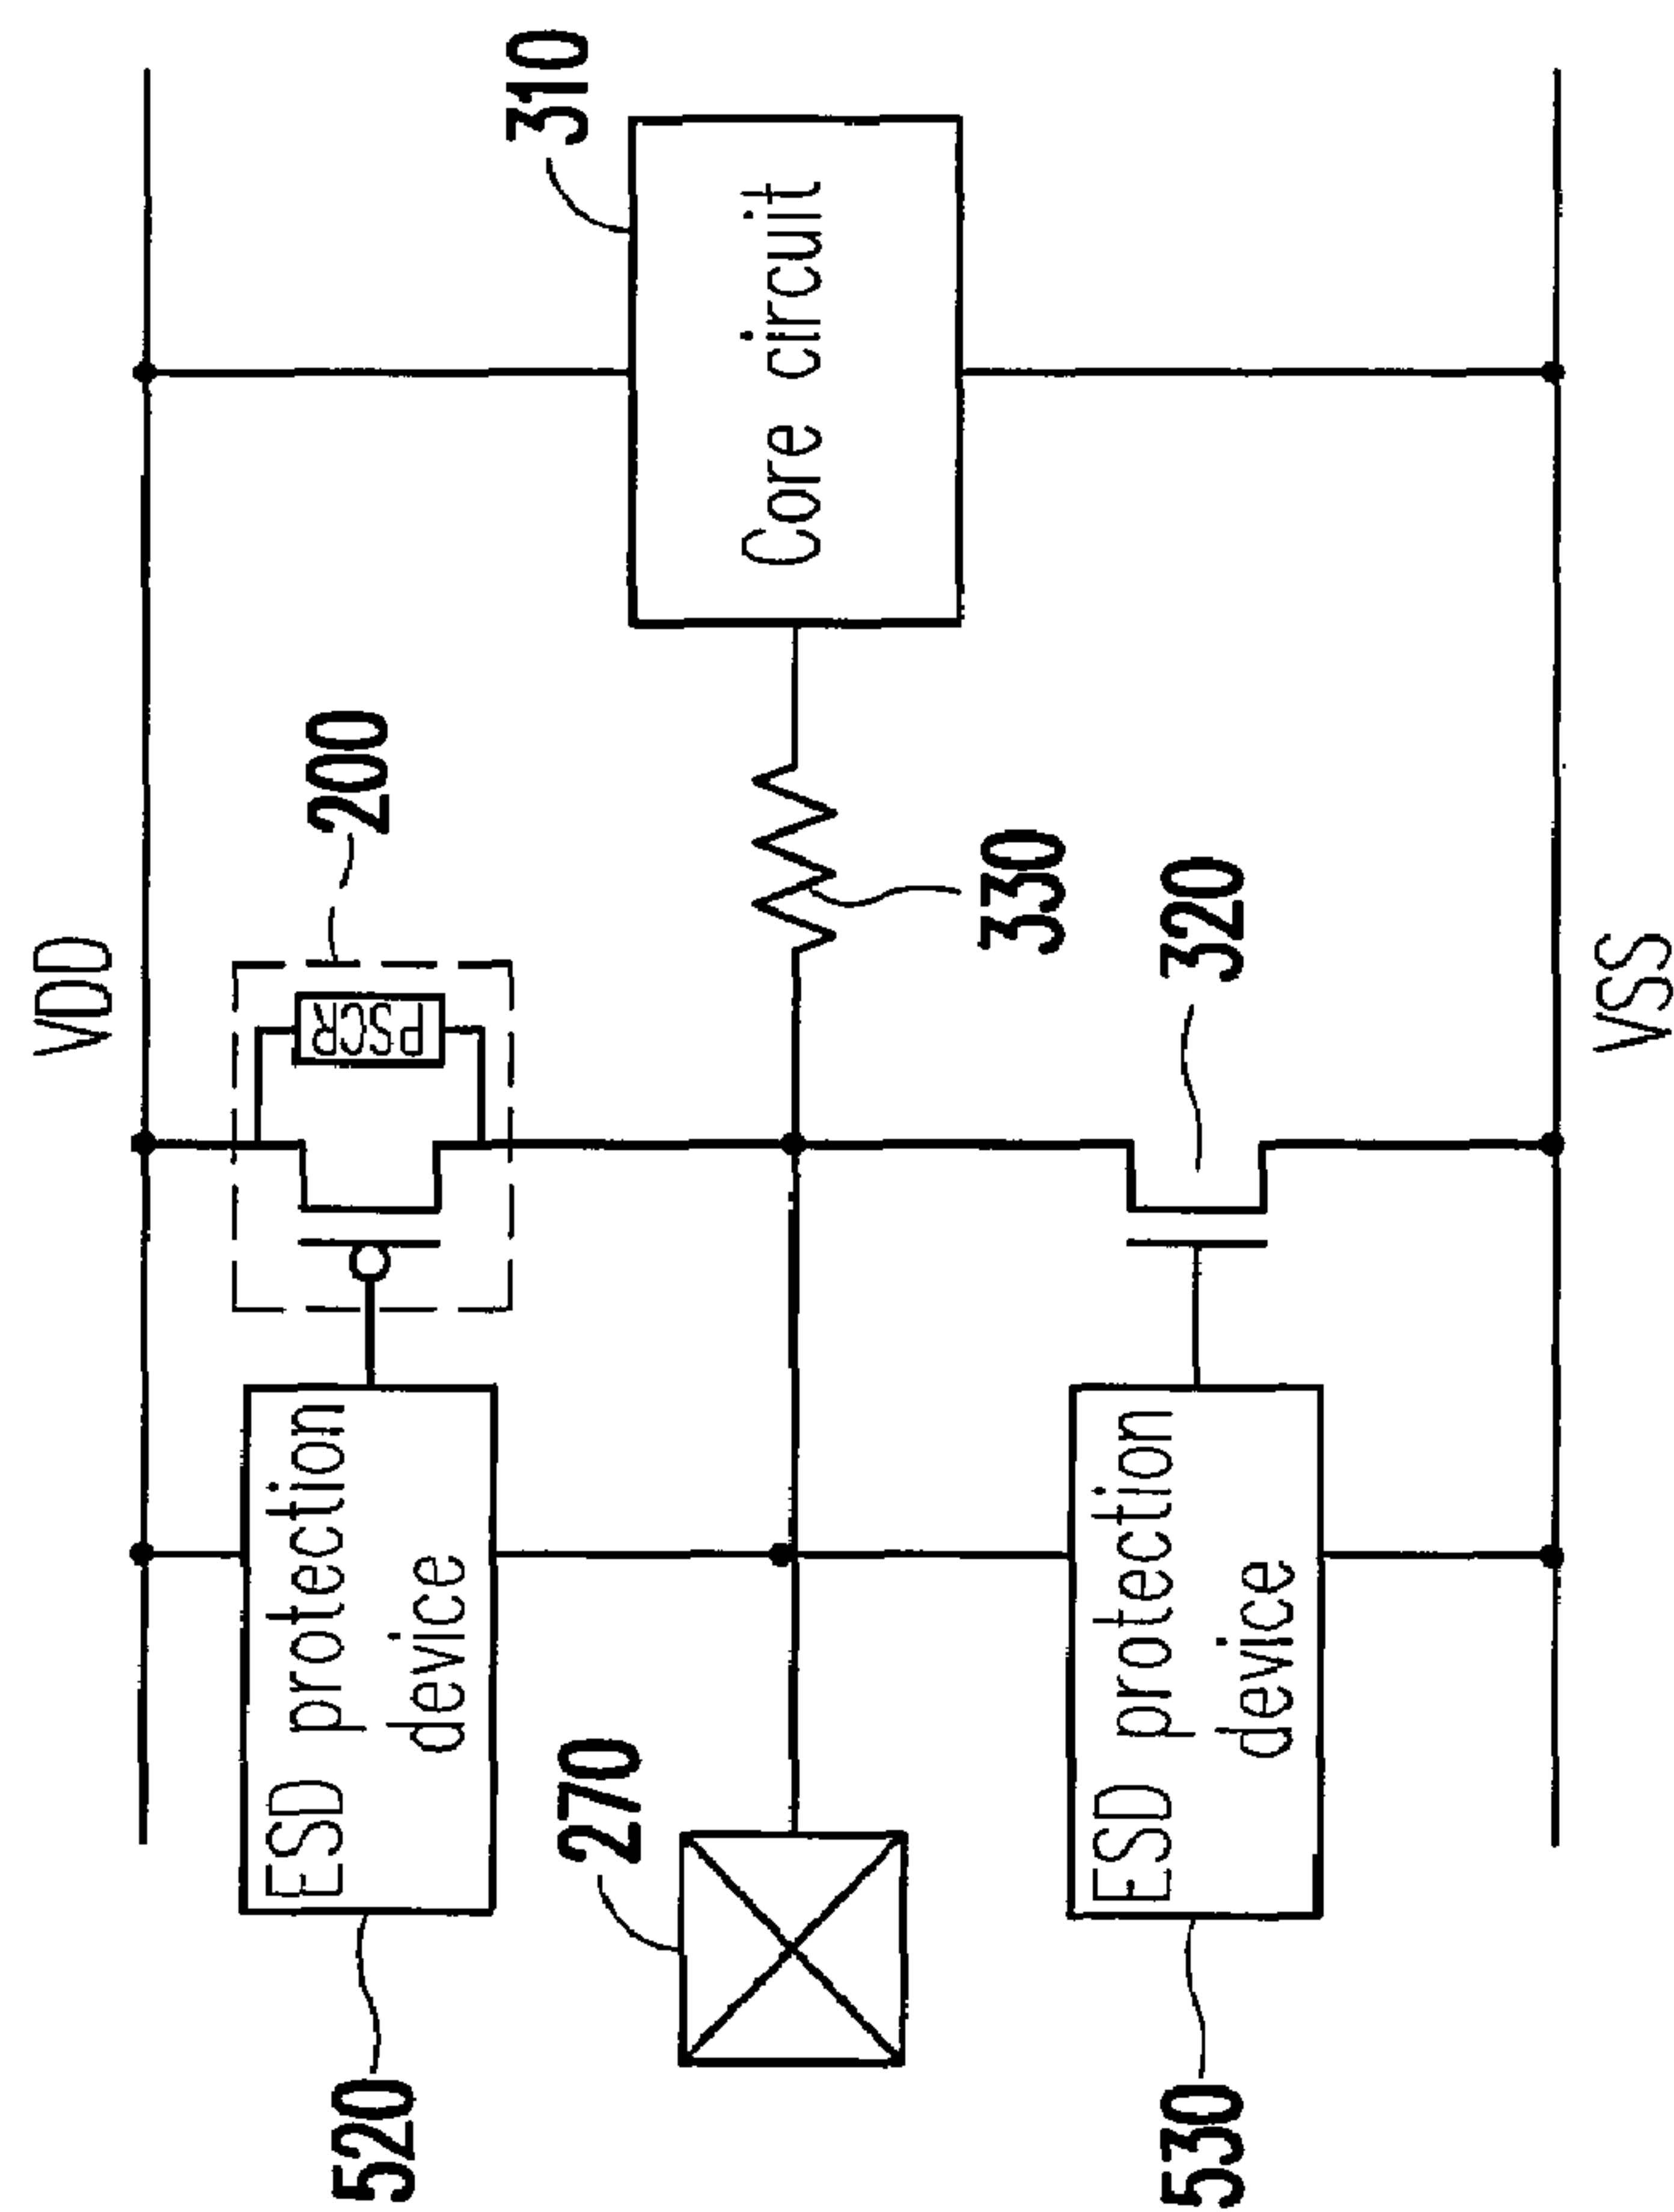 VDD
520
ESD protection
device
200
PSCR
310
270
Core circuit
330
530
ESD protection
device
320
VSS